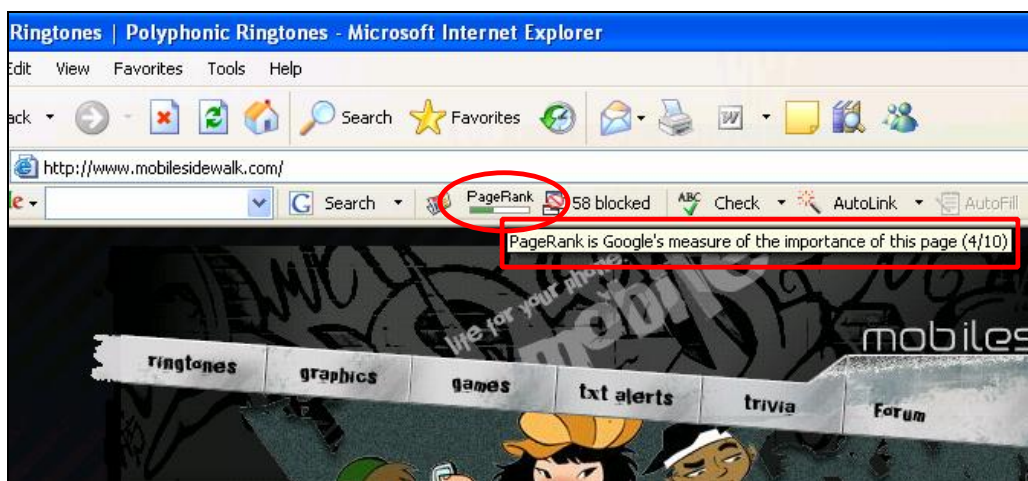 Ringtones | Polyphonic Ringtones - Microsoft Internet Explorer
Edit View Favorites Tools Help
ack Search Favorites
http://www.mobilesidewalk.com/
e Search PageRank 58 blocked ABC Check AutoLink AutoFill
PageRank is Google's measure of the importance of this page (4/10)
life for your phone.
mobile
mobiles
ringtones graphics games txt alerts trivia Forum